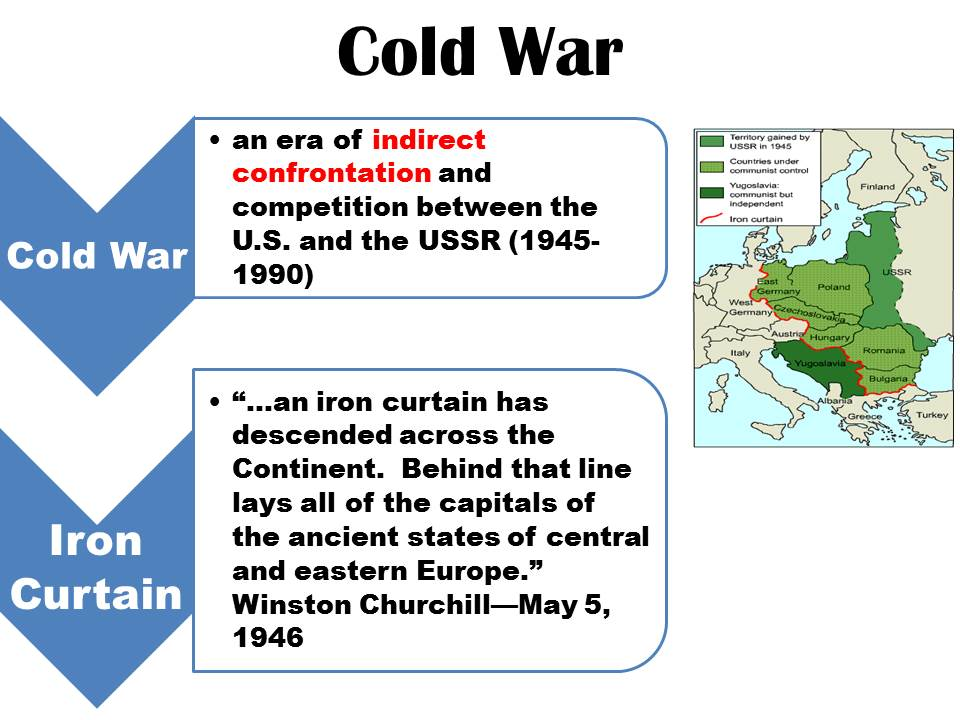 Cold War
Cold War
• an era of indirect
confrontation and
competition between the
U.S. and the USSR (1945-
1990)
Iron
Curtain
• “…an iron curtain has
descended across the
Continent.  Behind that line
lays all of the capitals of
the ancient states of central
and eastern Europe.”
Winston Churchill—May 5,
1946
Territory gained by
USSR in 1945
Countries under
communist control
Yugoslavia:
communist but
independent
Iron curtain
Finland
USSR
East
Germany
Poland
West
Germany
Czechoslovakia
Austria
Hungary
Italy
Romania
Yugoslavia
Bulgaria
Albania
Greece
Turkey